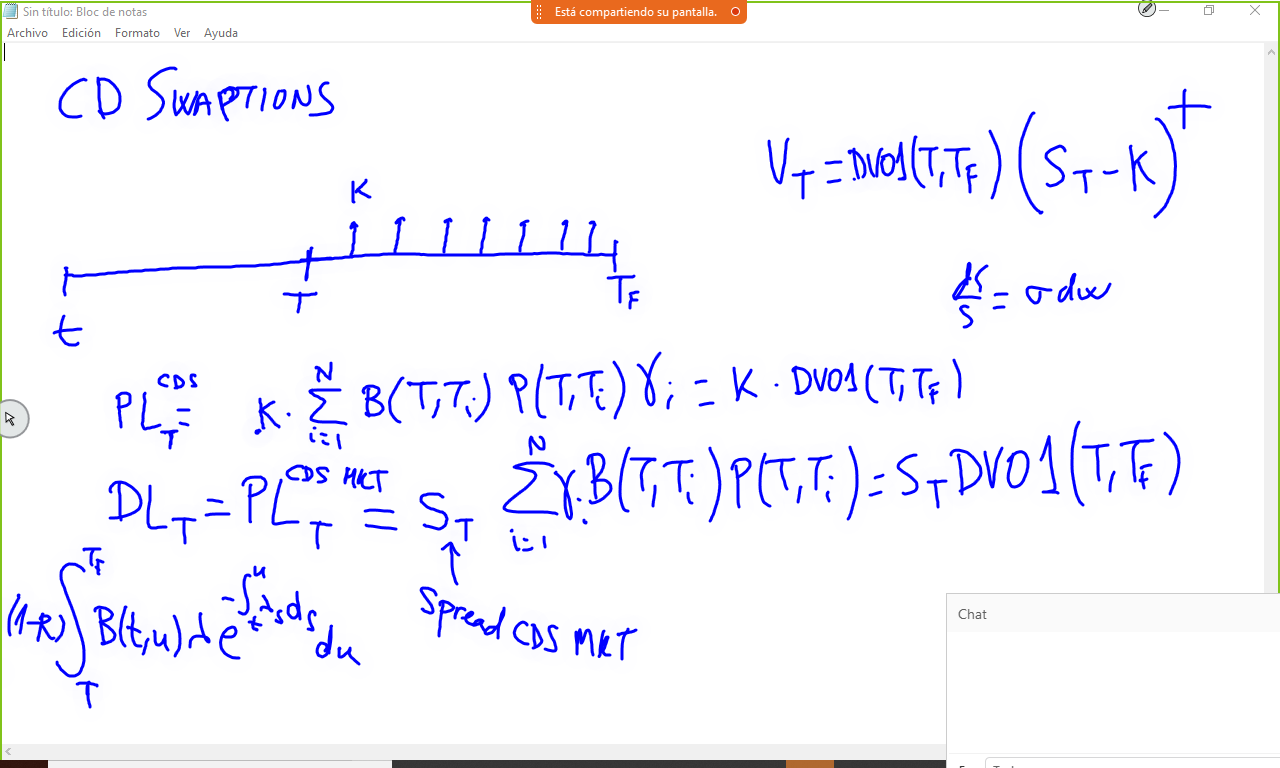 Sin título: Bloc de notas
Está compartiendo su pantalla.
Archivo Edición Formato Ver Ayuda
CD SWAPTIONS
V_T = DV01(T,T_F) (S_T - K)^+
K
t T T_F
dS/S = σ dw
PL_T^CDS = K · ∑_{i=1}^N B(T,T_i) P(T,T_i) γ_i = K · DV01(T,T_F)
DL_T = PL_T^{CDS MKT} = S_T ∑_{i=1}^N γ_i B(T,T_i) P(T,T_i) = S_T DV01(T,T_F)
(1-R) ∫_T^{T_F} B(t,u) λ e^{-∫_t^u λ_s ds} du
Spread CDS MKT
Chat